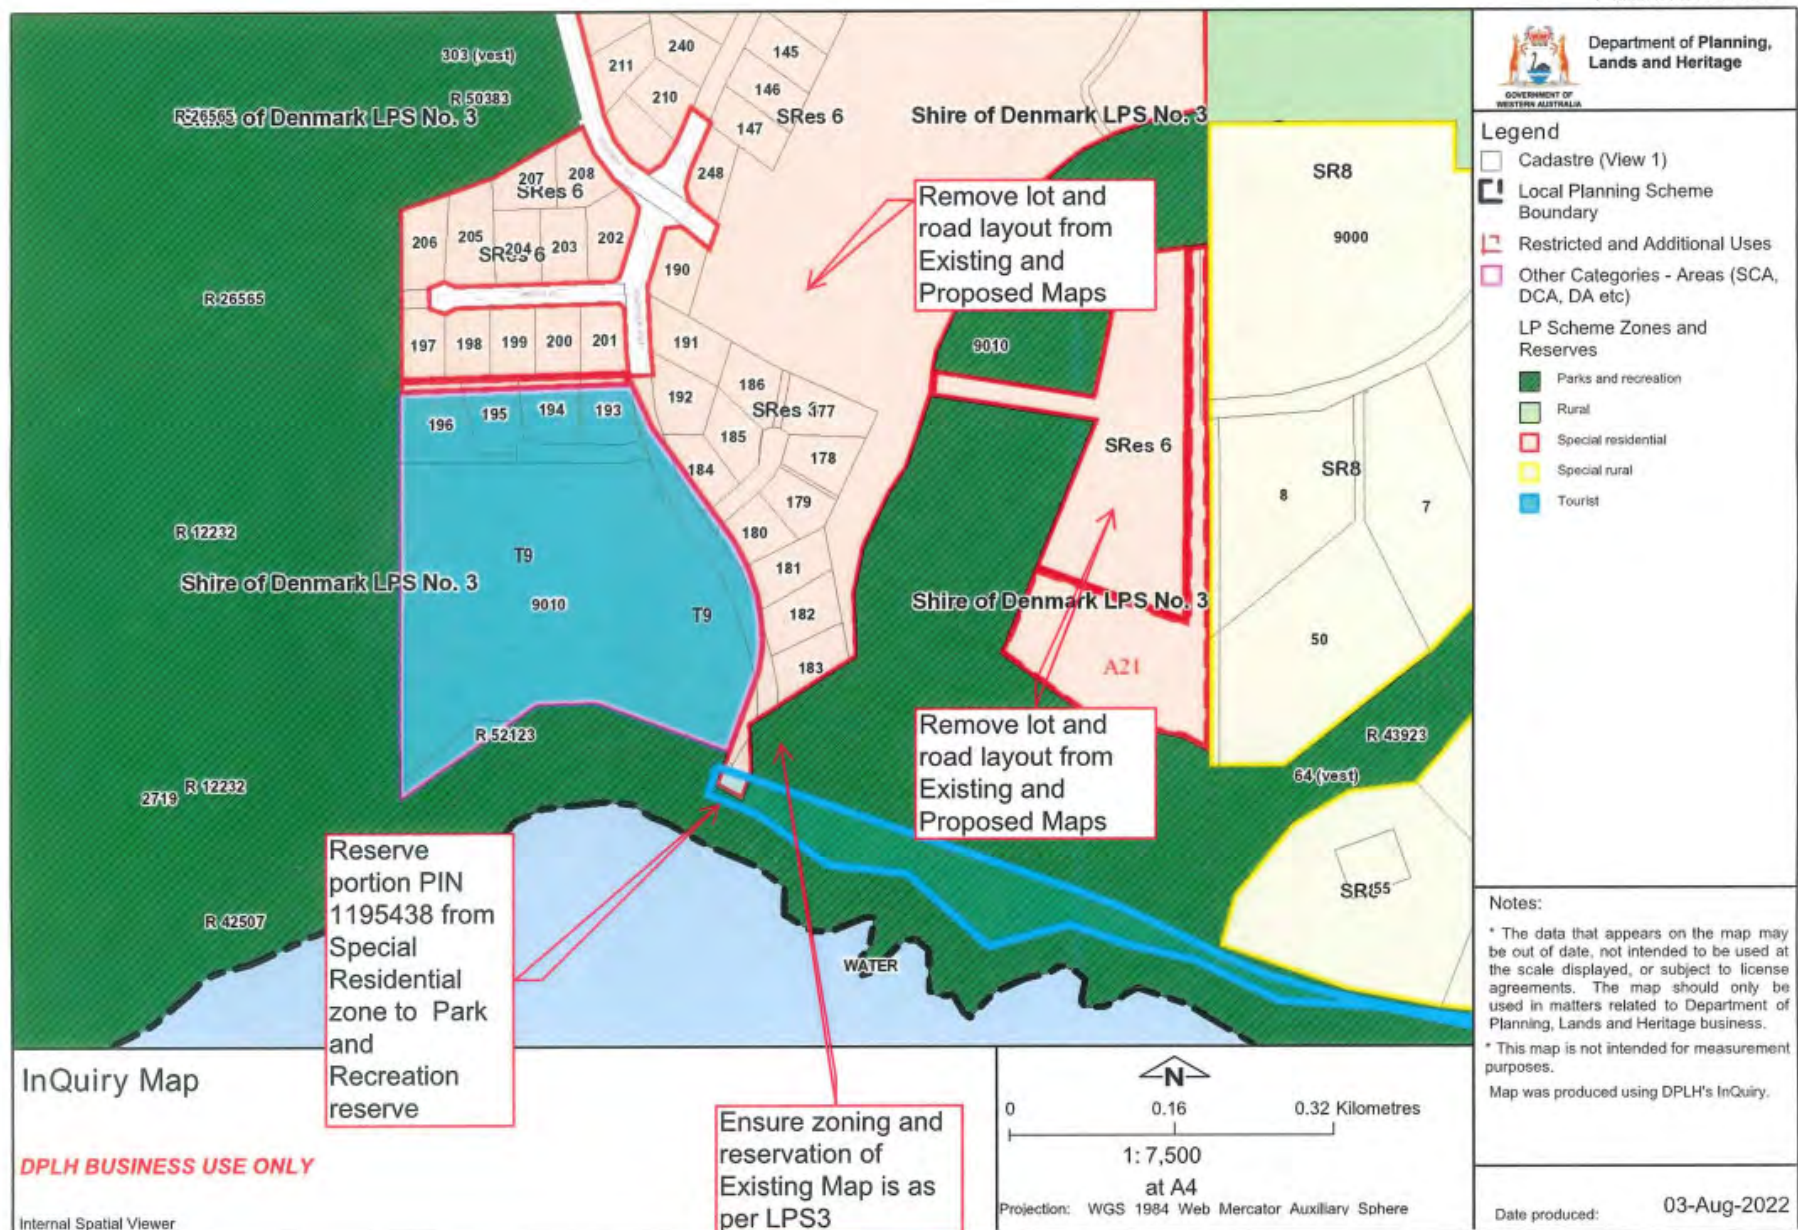 303 (vest)
R 50383
R 26565
Shire of Denmark LPS No. 3
211
240
145
210
146
147
SRes 6
Shire of Denmark LPS No. 3
207
208
SRes 6
248
206
205
204
203
202
SRes 6
190
R 26565
197
198
199
200
201
191
192
186
SRes 3
177
185
178
184
179
180
181
182
183
196
195
194
193
R 12232
Shire of Denmark LPS No. 3
T9
9010
T9
R 52123
2719
R 12232
R 42507
WATER
Remove lot and
road layout from
Existing and
Proposed Maps
9010
SRes 6
Shire of Denmark LPS No. 3
A21
Remove lot and
road layout from
Existing and
Proposed Maps
SR8
9000
SR8
8
7
50
R 43923
64 (vest)
SR8
55
Reserve
portion PIN
1195438 from
Special
Residential
zone to Park
and
Recreation
reserve
Ensure zoning and
reservation of
Existing Map is as
per LPS3
InQuiry Map
DPLH BUSINESS USE ONLY
Internal Spatial Viewer
N
0 0.16 0.32 Kilometres
1: 7,500
at A4
Projection: WGS 1984 Web Mercator Auxiliary Sphere
GOVERNMENT OF
WESTERN AUSTRALIA
Department of Planning,
Lands and Heritage
Legend
Cadastre (View 1)
Local Planning Scheme
Boundary
Restricted and Additional Uses
Other Categories - Areas (SCA,
DCA, DA etc)
LP Scheme Zones and
Reserves
Parks and recreation
Rural
Special residential
Special rural
Tourist
Notes:
* The data that appears on the map may
be out of date, not intended to be used at
the scale displayed, or subject to license
agreements. The map should only be
used in matters related to Department of
Planning, Lands and Heritage business.
* This map is not intended for measurement
purposes.
Map was produced using DPLH's InQuiry.
Date produced: 03-Aug-2022